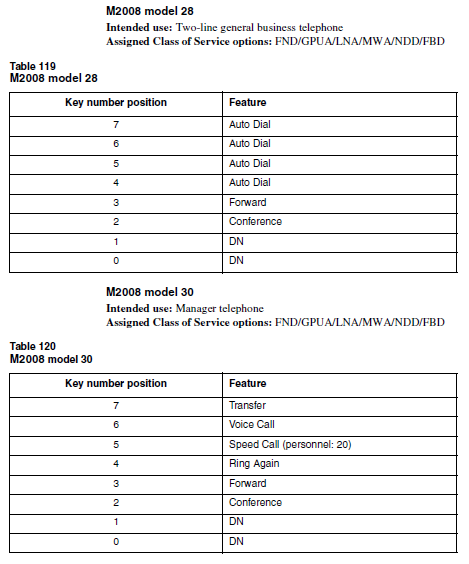 M2008 model 28
Intended use: Two-line general business telephone
Assigned Class of Service options: FND/GPUA/LNA/MWA/NDD/FBD
Table 119
M2008 model 28
Key number position Feature
7 Auto Dial
6 Auto Dial
5 Auto Dial
4 Auto Dial
3 Forward
2 Conference
1 DN
0 DN
M2008 model 30
Intended use: Manager telephone
Assigned Class of Service options: FND/GPUA/LNA/MWA/NDD/FBD
Table 120
M2008 model 30
Key number position Feature
7 Transfer
6 Voice Call
5 Speed Call (personnel: 20)
4 Ring Again
3 Forward
2 Conference
1 DN
0 DN